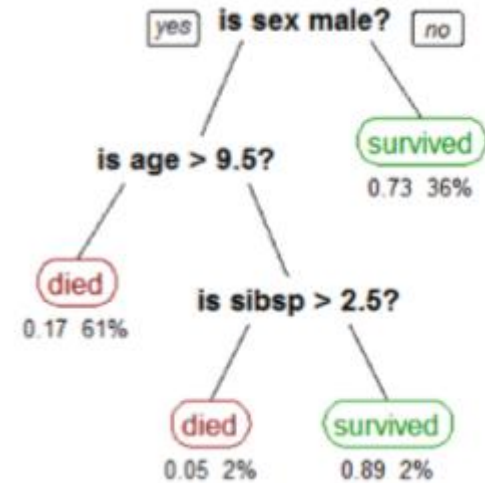 yes is sex male? no
survived
0.73 36%
is age > 9.5?
died
0.17 61%
is sibsp > 2.5?
died survived
0.05 2% 0.89 2%